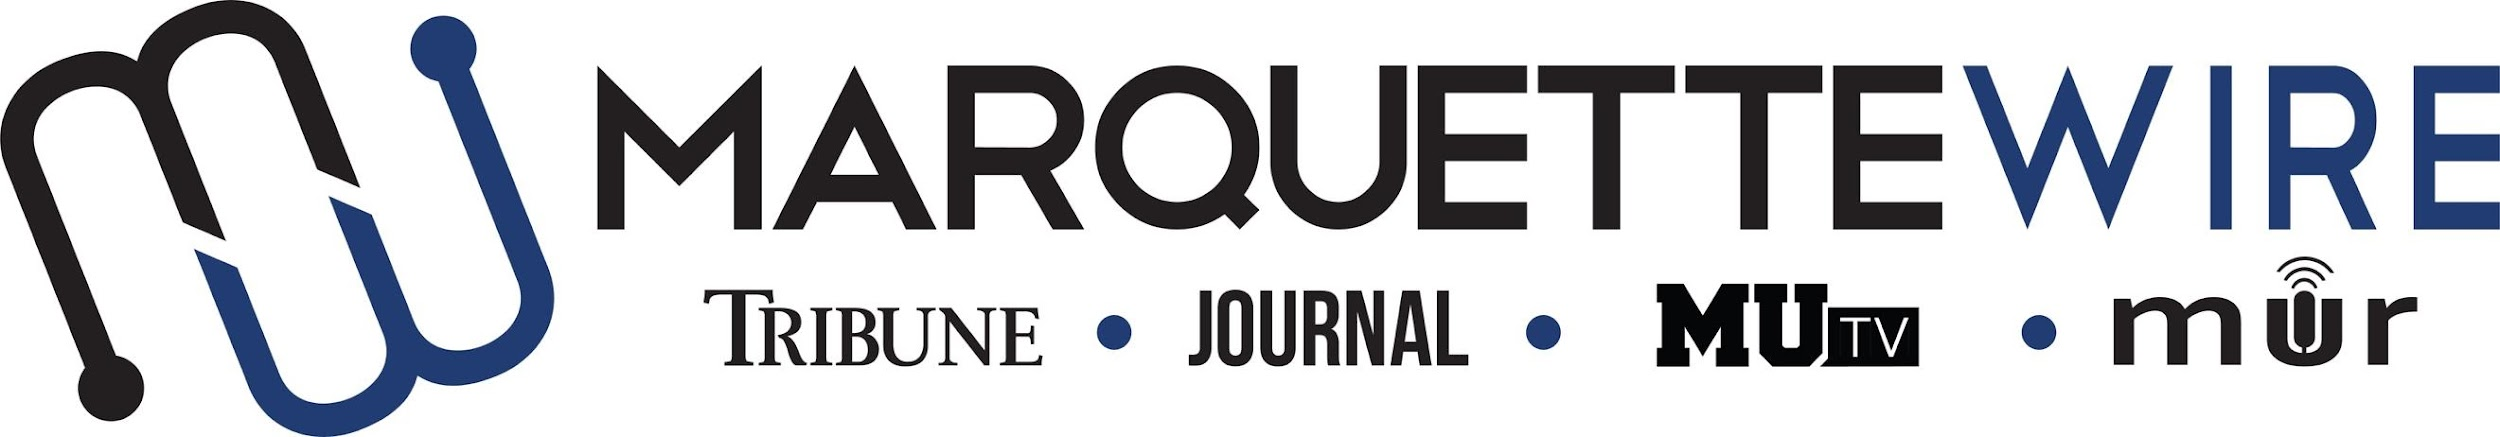 MARQUETTEWIRE
TRIBUNE • JOURNAL • MUTV • mur